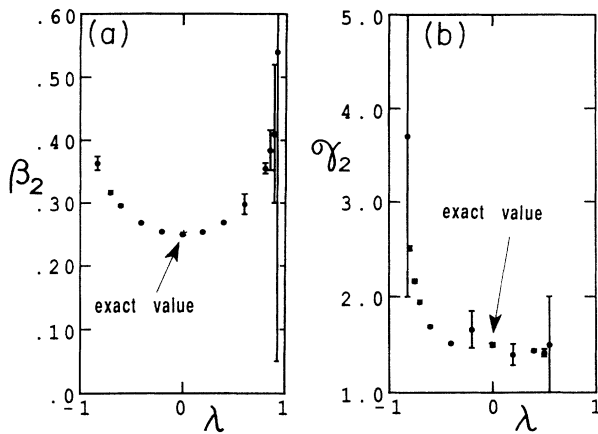 (a)
.60
.50
.40
.30
.20
.10
.0
β2
exact value
-1
0
1
λ
(b)
5.0
4.0
3.0
2.0
1.0
γ2
exact value
-1
0
1
λ